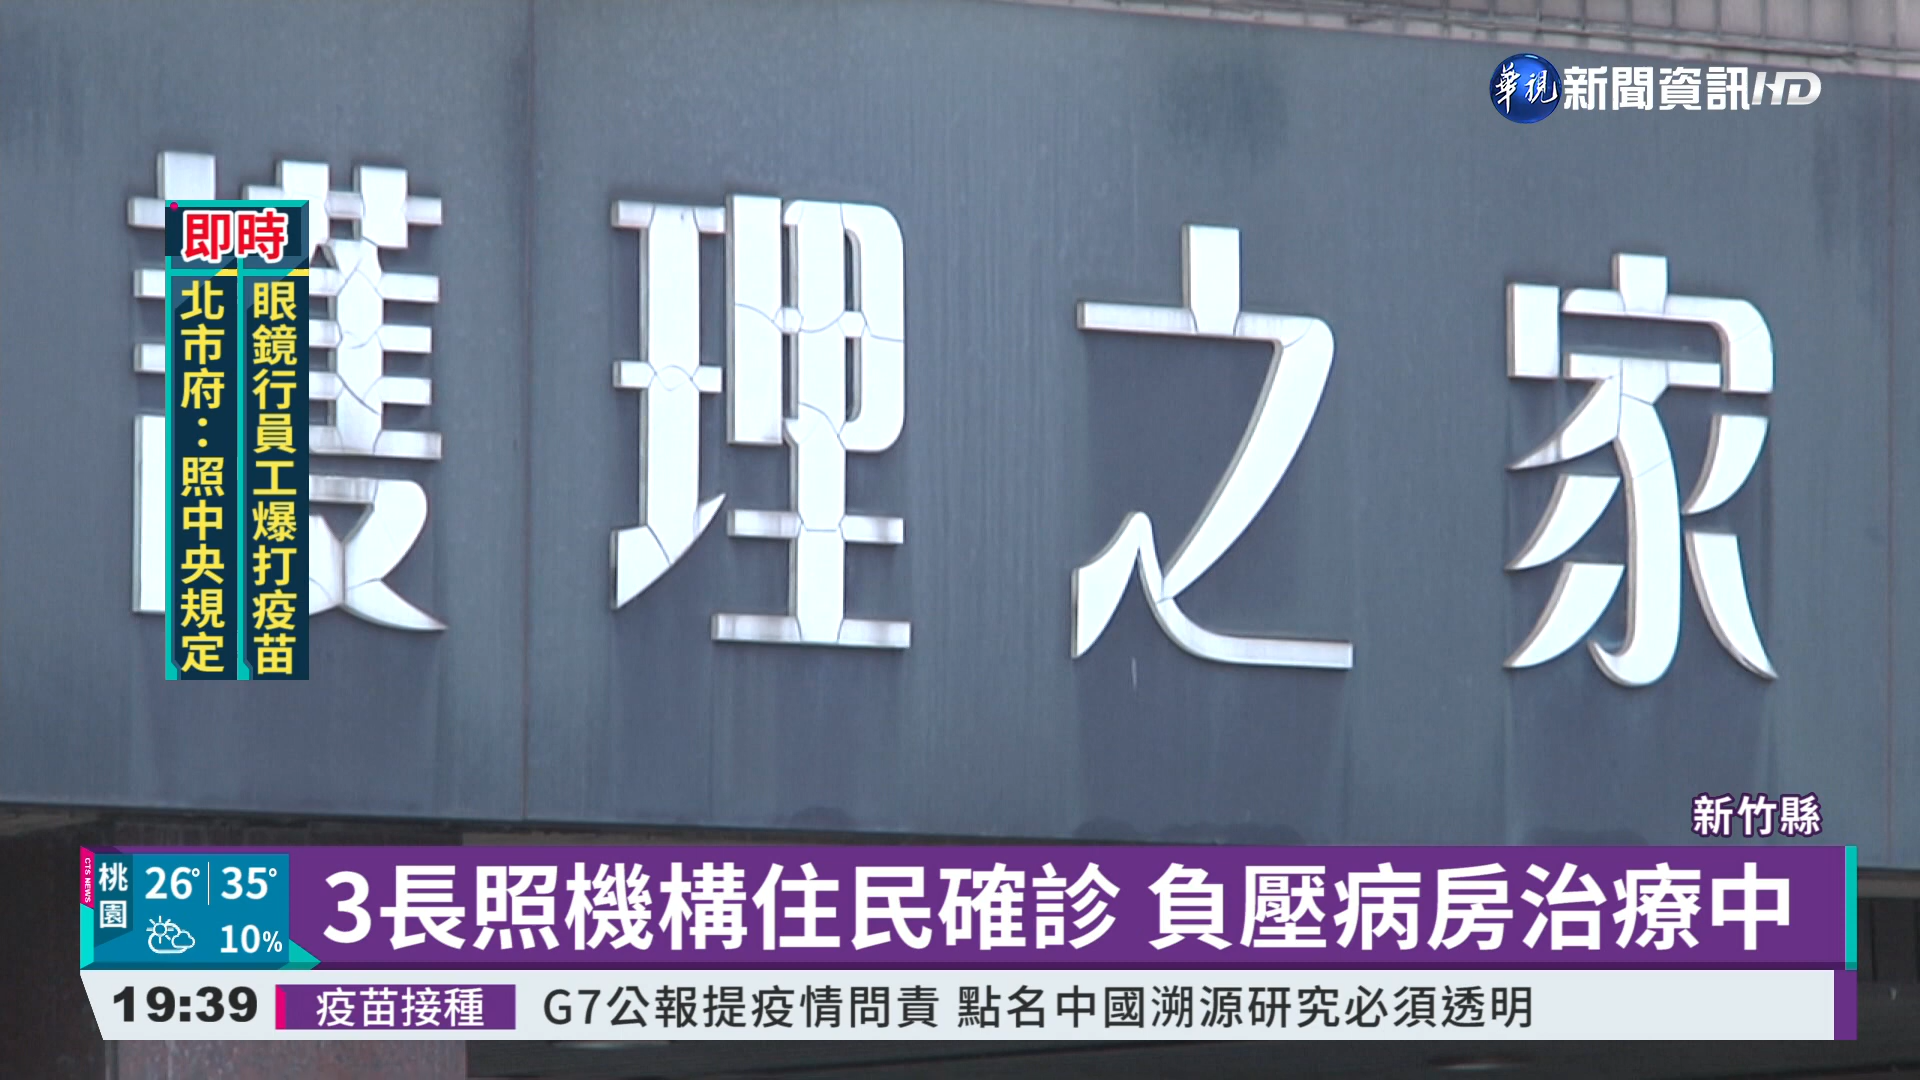 華視新聞資訊HD
護理之家
即時
眼鏡行員工爆打疫苗
北市府：照中央規定
新竹縣
CTS NEWS
桃園
26° 35°
10%
3長照機構住民確診 負壓病房治療中
19:39
疫苗接種
G7公報提疫情問責 點名中國溯源研究必須透明